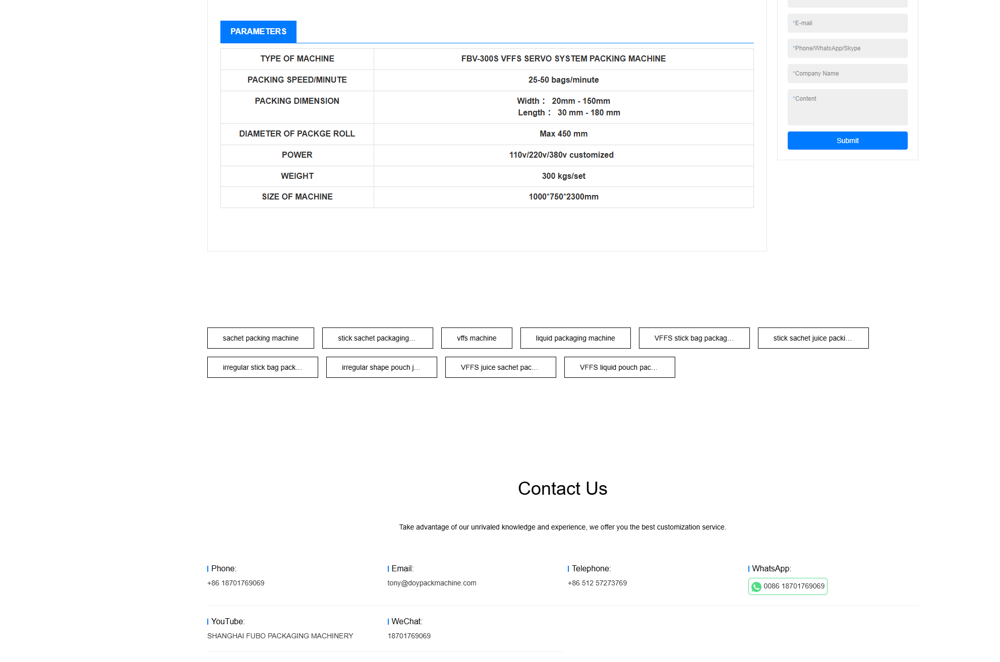 PARAMETERS
TYPE OF MACHINE FBV-300S VFFS SERVO SYSTEM PACKING MACHINE
PACKING SPEED/MINUTE 25-50 bags/minute
PACKING DIMENSION Width： 20mm - 150mm
Length： 30 mm - 180 mm
DIAMETER OF PACKGE ROLL Max 450 mm
POWER 110v/220v/380v customized
WEIGHT 300 kgs/set
SIZE OF MACHINE 1000*750*2300mm
*E-mail
*Phone/WhatsApp/Skype
*Company Name
*Content
Submit
sachet packing machine stick sachet packaging... vffs machine liquid packaging machine VFFS stick bag packag... stick sachet juice packi...
irregular stick bag pack... irregular shape pouch j... VFFS juice sachet pac... VFFS liquid pouch pac...
Contact Us
Take advantage of our unrivaled knowledge and experience, we offer you the best customization service.
Phone: Email: Telephone: WhatsApp:
+86 18701769069 tony@doypackmachine.com +86 512 57273769 0086 18701769069
YouTube: WeChat:
SHANGHAI FUBO PACKAGING MACHINERY 18701769069